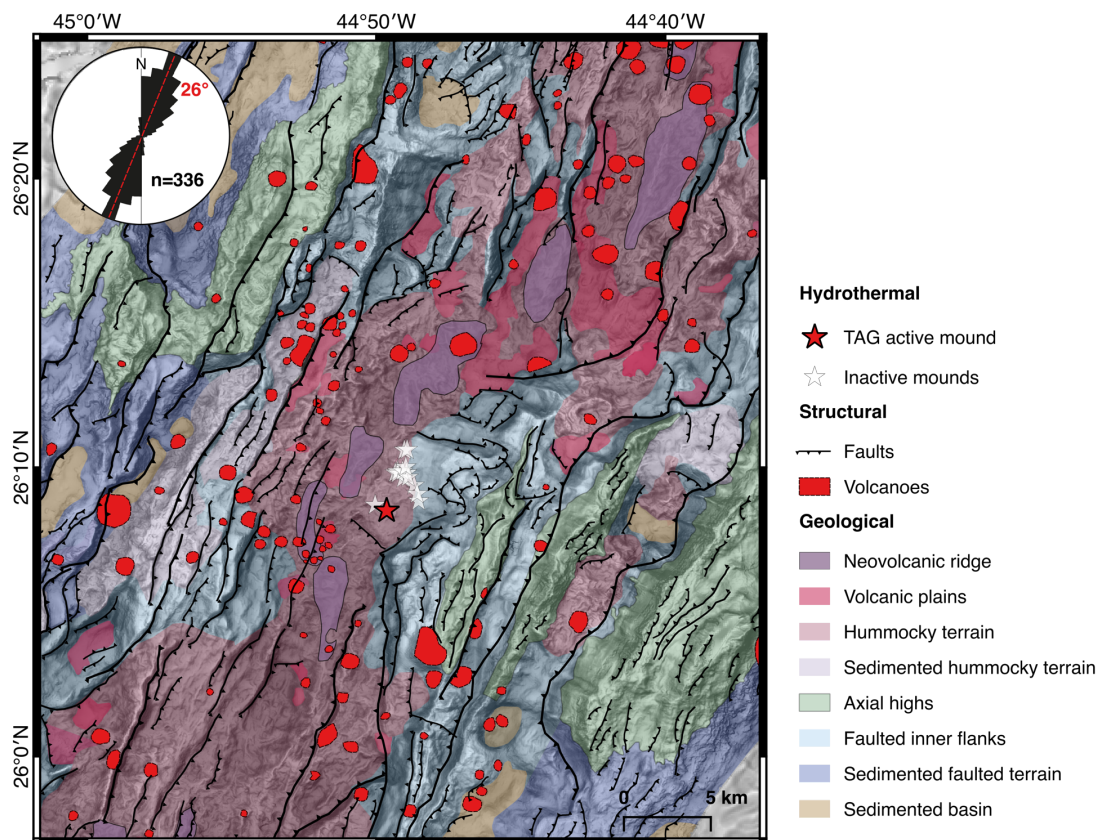 45°0′W 44°50′W 44°40′W
N
26°
n=336
26°20′N
26°10′N
26°0′N
0 5 km
Hydrothermal
TAG active mound
Inactive mounds
Structural
Faults
Volcanoes
Geological
Neovolcanic ridge
Volcanic plains
Hummocky terrain
Sedimented hummocky terrain
Axial highs
Faulted inner flanks
Sedimented faulted terrain
Sedimented basin